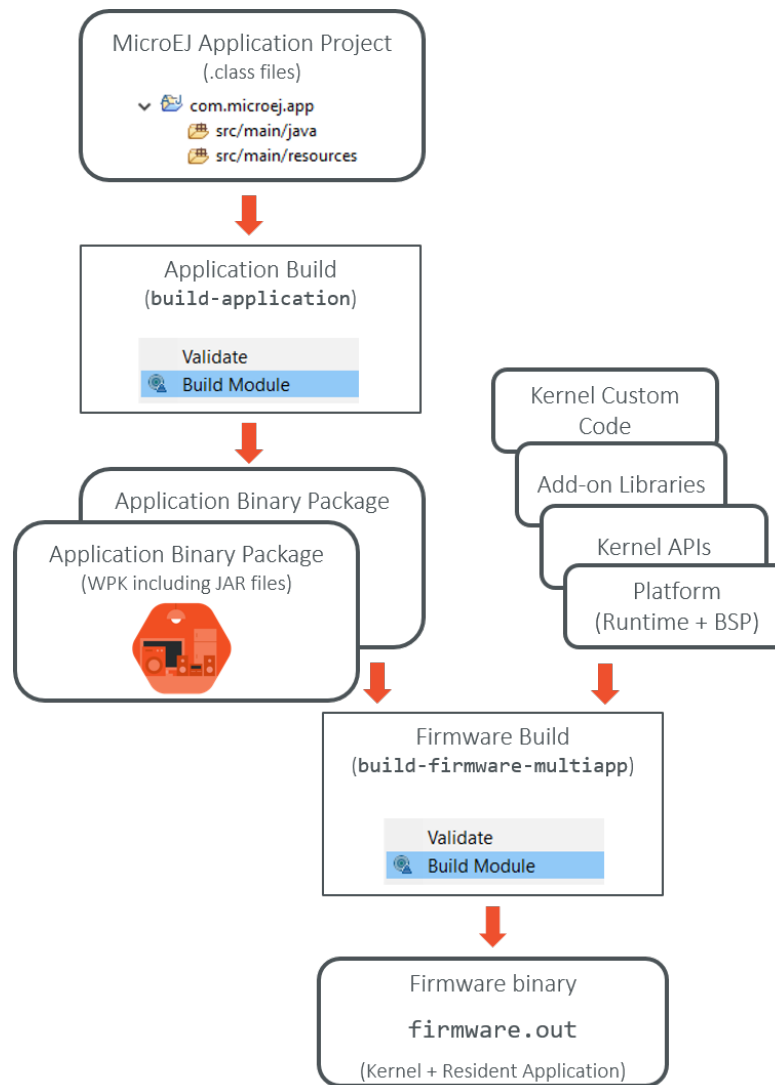 MicroEJ Application Project
(.class files)
com.microej.app
src/main/java
src/main/resources
Application Build
(build-application)
Validate
Build Module
Kernel Custom
Code
Add-on Libraries
Kernel APIs
Platform
(Runtime + BSP)
Application Binary Package
Application Binary Package
(WPK including JAR files)
Firmware Build
(build-firmware-multiapp)
Validate
Build Module
Firmware binary
firmware.out
(Kernel + Resident Application)